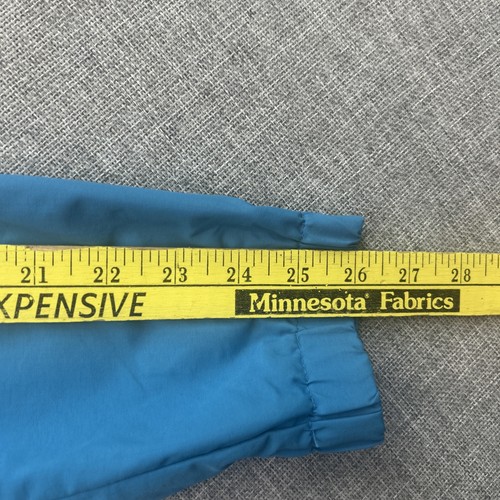 21 22 23 24 25 26 27 28
XPENSIVE Minnesota Fabrics